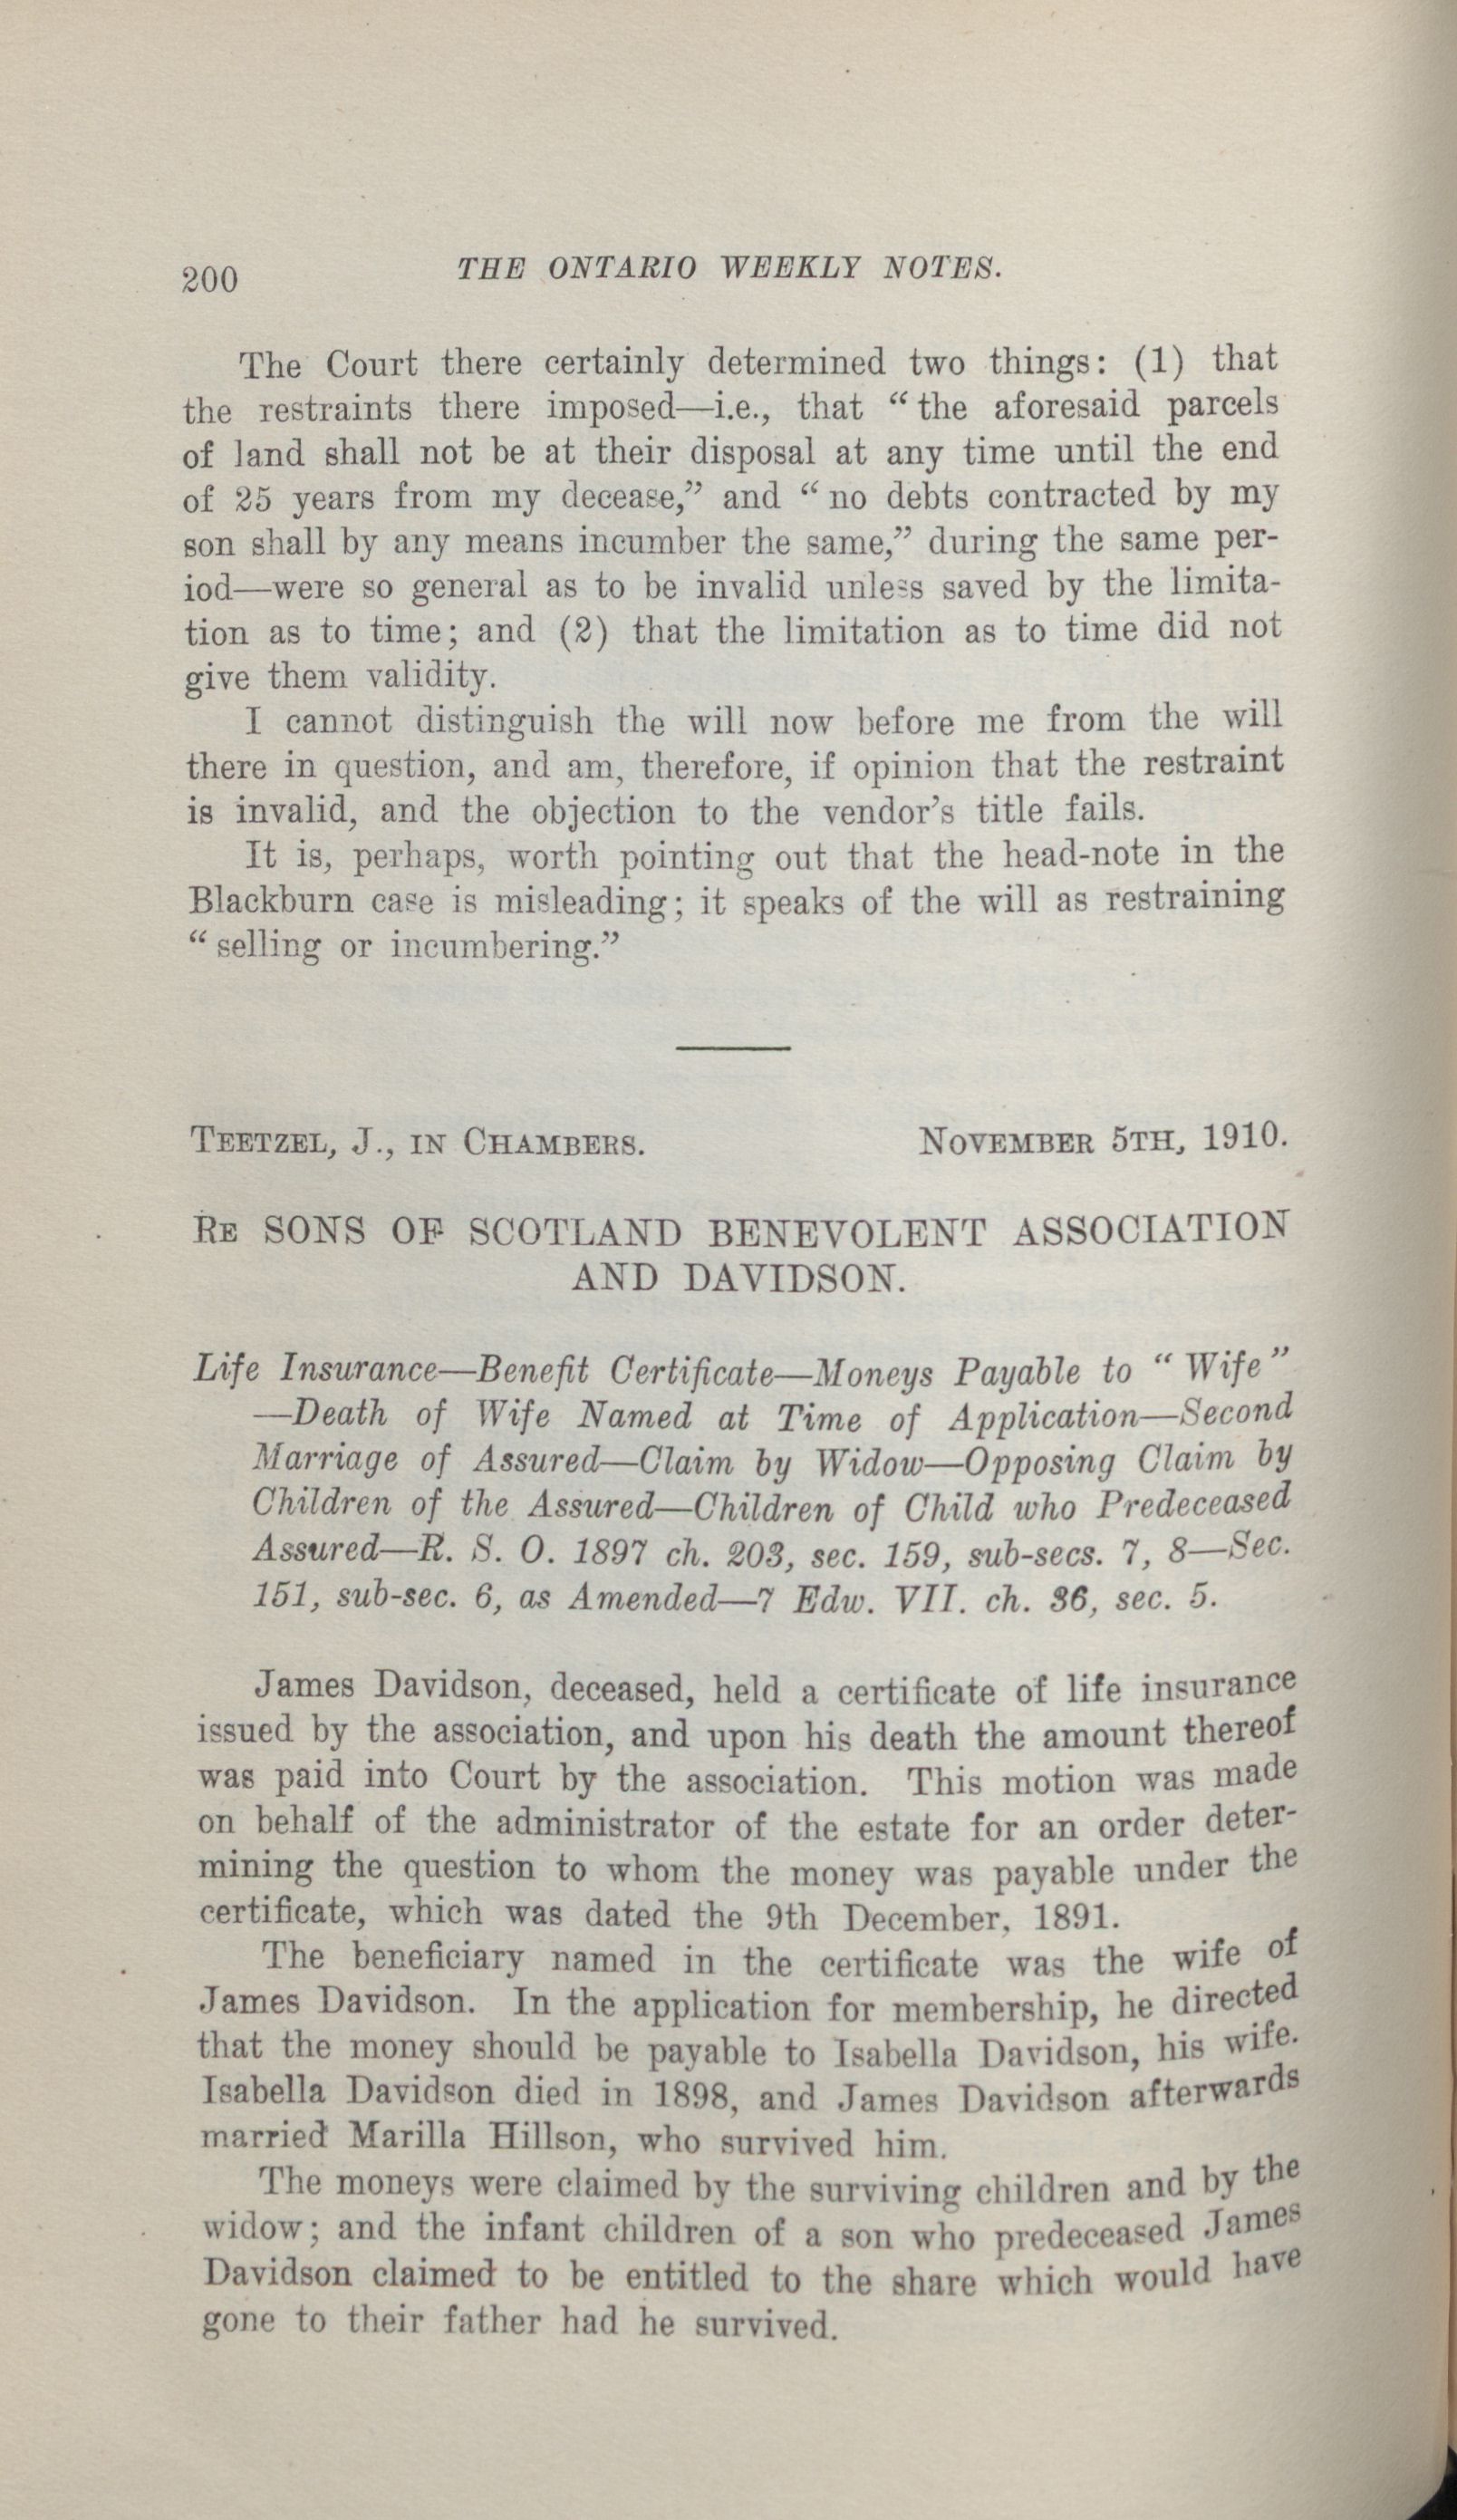 200
THE ONTARIO WEEKLY NOTES.
The Court there certainly determined two things: (1) that
the restraints there imposed—i.e., that “ the aforesaid parcels
of land shall not be at their disposal at any time until the end
of 25 years from my decease,” and “ no debts contracted by my
son shall by any means incumber the same,” during the same per-
iod—were so general as to be invalid unless saved by the limita-
tion as to time; and (2) that the limitation as to time did not
give them validity.
I cannot distinguish the will now before me from the will
there in question, and am, therefore, if opinion that the restraint
is invalid, and the objection to the vendor’s title fails.
It is, perhaps, worth pointing out that the head-note in the
Blackburn case is misleading; it speaks of the will as restraining
“ selling or incumbering.”
TEETZEL, J., IN CHAMBERS. NOVEMBER 5TH, 1910.
RE SONS OF SCOTLAND BENEVOLENT ASSOCIATION
AND DAVIDSON.
Life Insurance—Benefit Certificate—Moneys Payable to “ Wife”
—Death of Wife Named at Time of Application—Second
Marriage of Assured—Claim by Widow—Opposing Claim by
Children of the Assured—Children of Child who Predeceased
Assured—R. S. O. 1897 ch. 203, sec. 159, sub-secs. 7, 8—Sec.
151, sub-sec. 6, as Amended—7 Edw. VII. ch. 36, sec. 5.
James Davidson, deceased, held a certificate of life insurance
issued by the association, and upon his death the amount thereof
was paid into Court by the association. This motion was made
on behalf of the administrator of the estate for an order deter-
mining the question to whom the money was payable under the
certificate, which was dated the 9th December, 1891.
The beneficiary named in the certificate was the wife of
James Davidson. In the application for membership, he directed
that the money should be payable to Isabella Davidson, his wife.
Isabella Davidson died in 1898, and James Davidson afterwards
married Marilla Hillson, who survived him.
The moneys were claimed by the surviving children and by the
widow; and the infant children of a son who predeceased James
Davidson claimed to be entitled to the share which would have
gone to their father had he survived.